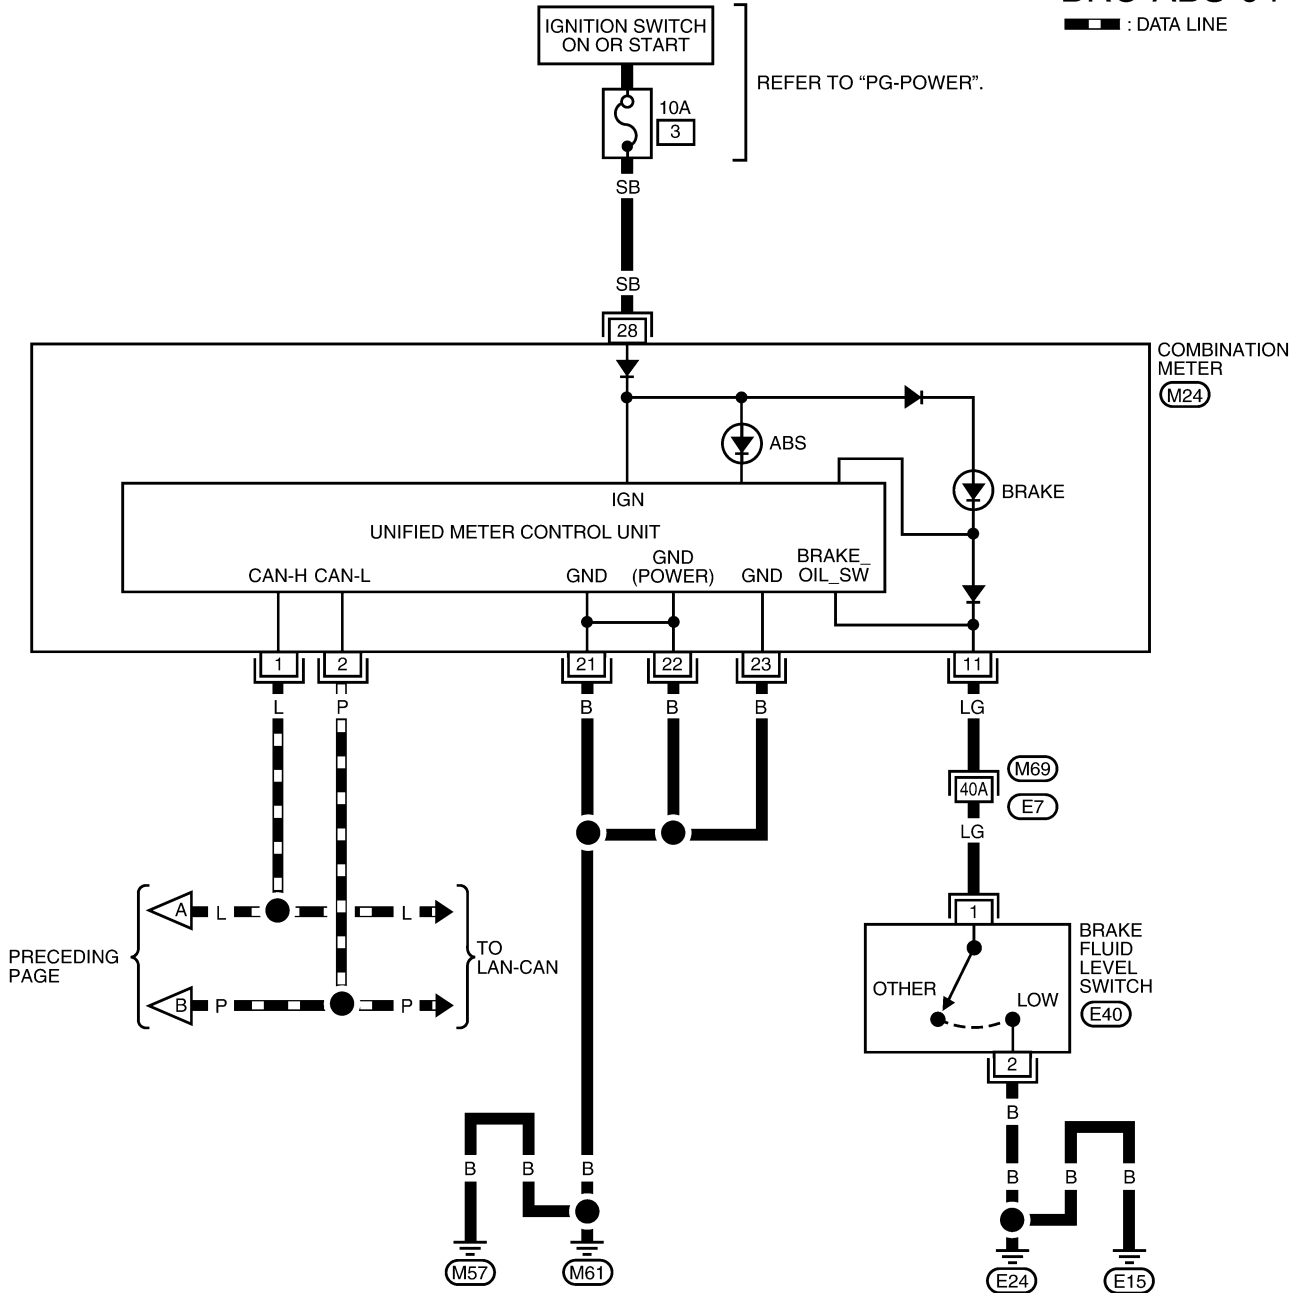 : DATA LINE
IGNITION SWITCH
ON OR START
REFER TO “PG-POWER”.
10A
3
SB
SB
28
COMBINATION
METER
M24
ABS
BRAKE
IGN
UNIFIED METER CONTROL UNIT
CAN-H CAN-L
GND
GND
(POWER)
GND
BRAKE_
OIL_SW
1
2
21
22
23
11
L
P
B
B
B
LG
40A
M69
E7
LG
PRECEDING
PAGE
A
L
L
B
P
P
TO
LAN-CAN
1
BRAKE
FLUID
LEVEL
SWITCH
E40
OTHER
LOW
2
B
B
B
B
B
B
B
M57
M61
E24
E15